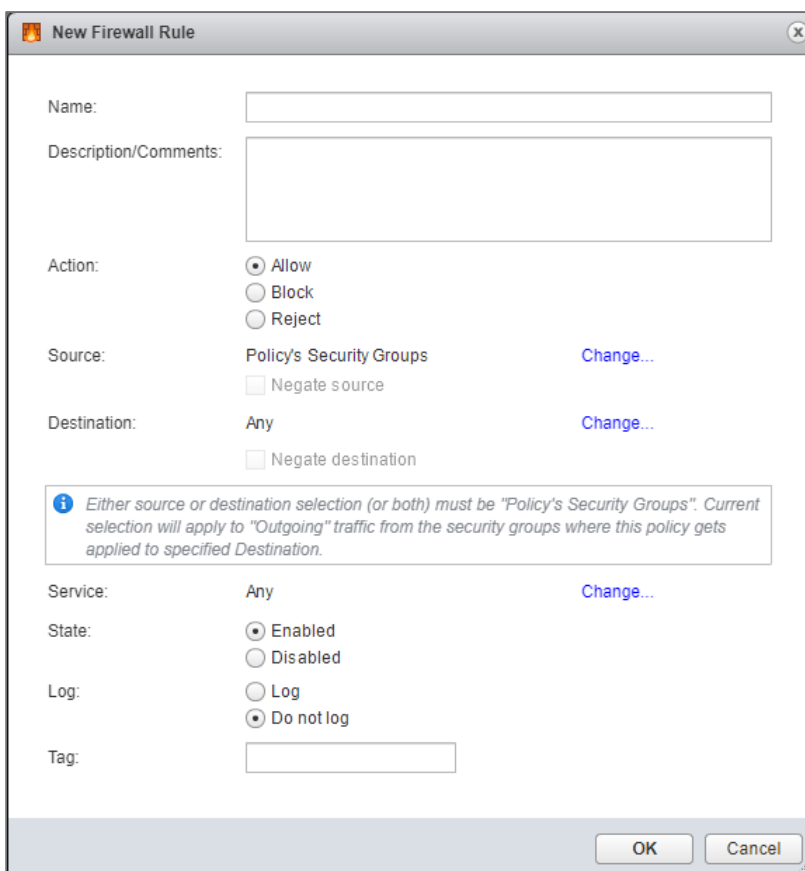 New Firewall Rule
Name:
Description/Comments:
Action:
Allow
Block
Reject
Source: Policy's Security Groups Change...
Negate source
Destination: Any Change...
Negate destination
Either source or destination selection (or both) must be "Policy's Security Groups". Current
selection will apply to "Outgoing" traffic from the security groups where this policy gets
applied to specified Destination.
Service: Any Change...
State:
Enabled
Disabled
Log:
Log
Do not log
Tag:
OK Cancel